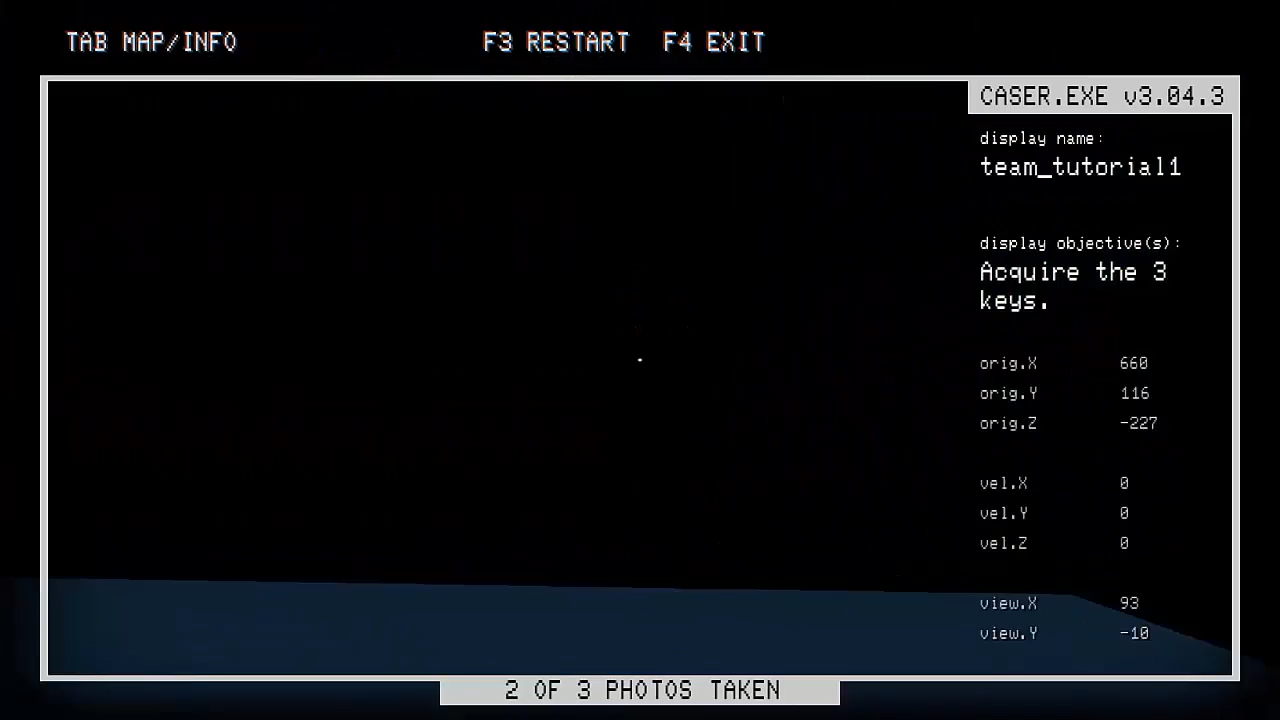 TAB MAP/INFO
F3 RESTART F4 EXIT
CASER.EXE v3.04.3
display name:
team_tutorial1
display objective(s):
Acquire the 3
keys.
orig.X 660
orig.Y 116
orig.Z -227
vel.X 0
vel.Y 0
vel.Z 0
view.X 93
view.Y -10
2 OF 3 PHOTOS TAKEN